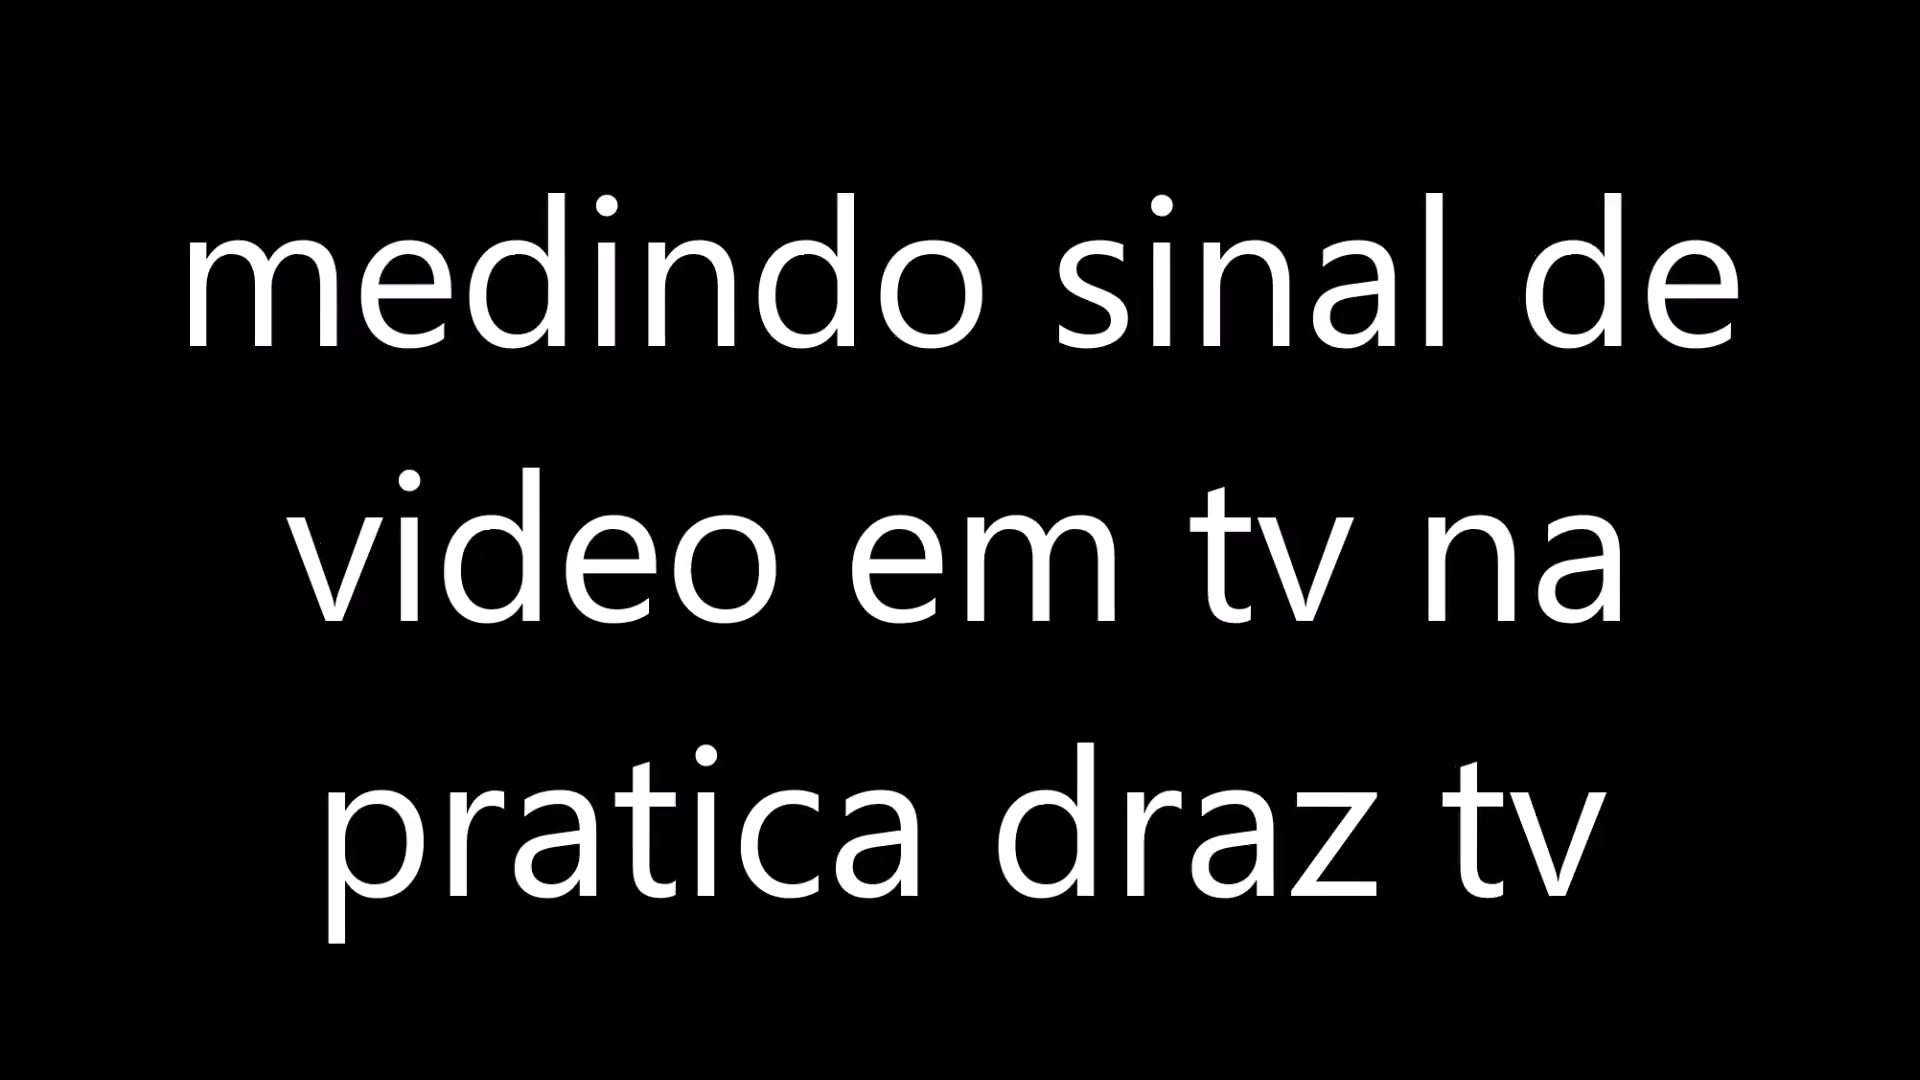 medindo sinal de
video em tv na
pratica draz tv